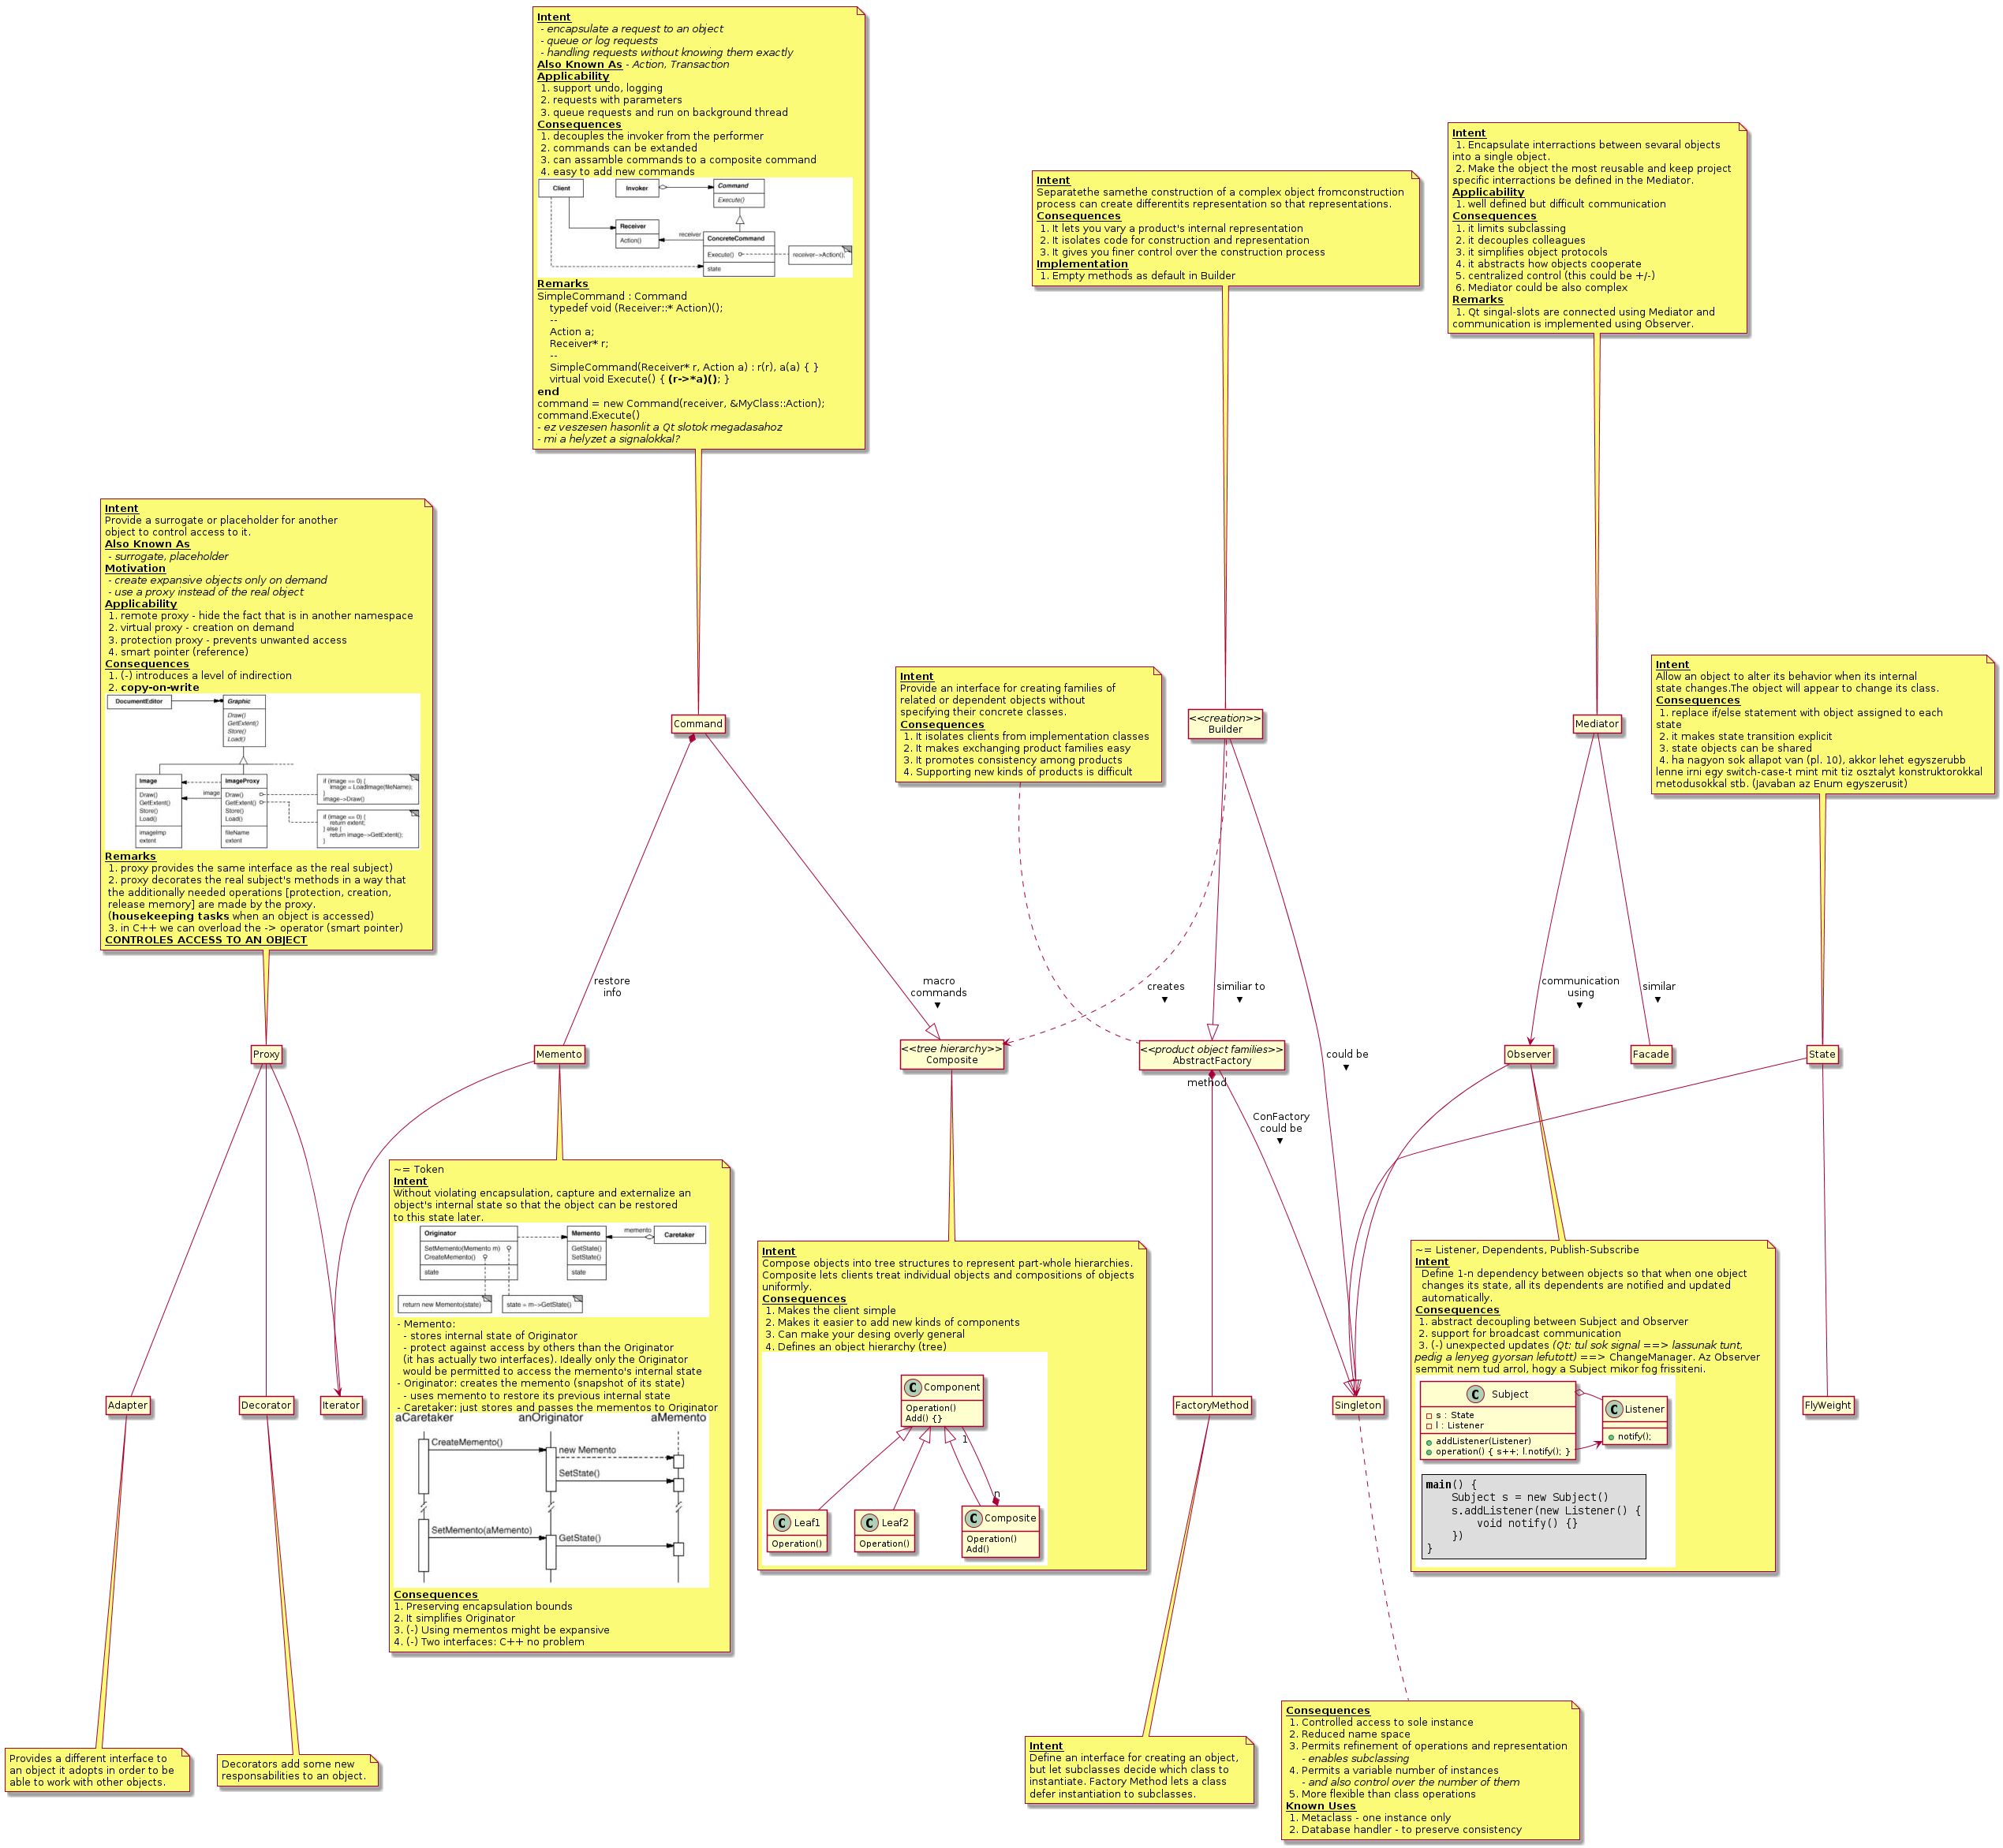 Intent
- encapsulate a request to an object
- queue or log requests
- handling requests without knowing them exactly
Also Known As - Action, Transaction
Applicability
1. support undo, logging
2. requests with parameters
3. queue requests and run on background thread
Consequences
1. decouples the invoker from the performer
2. commands can be extanded
3. can assamble commands to a composite command
4. easy to add new commands
Client
Invoker
Command
Execute()
Receiver
Action()
receiver
ConcreteCommand
Execute()
state
receiver->Action();
Remarks
SimpleCommand : Command
typedef void (Receiver::* Action)();
--
Action a;
Receiver* r;
--
SimpleCommand(Receiver* r, Action a) : r(r), a(a) { }
virtual void Execute() { (r->*a)(); }
end
command = new Command(receiver, &MyClass::Action);
command.Execute()
- ez veszesen hasonlit a Qt slotok megadasahoz
- mi a helyzet a signalokkal?
Intent
Separatethe samethe construction of a complex object fromconstruction
process can create differentits representation so that representations.
Consequences
1. It lets you vary a product's internal representation
2. It isolates code for construction and representation
3. It gives you finer control over the construction process
Implementation
1. Empty methods as default in Builder
Intent
1. Encapsulate interractions between sevaral objects
into a single object.
2. Make the object the most reusable and keep project
specific interractions be defined in the Mediator.
Applicability
1. well defined but difficult communication
Consequences
1. it limits subclassing
2. it decouples colleagues
3. it simplifies object protocols
4. it abstracts how objects cooperate
5. centralized control (this could be +/-)
6. Mediator could be also complex
Remarks
1. Qt singal-slots are connected using Mediator and
communication is implemented using Observer.
Intent
Provide a surrogate or placeholder for another
object to control access to it.
Also Known As
- surrogate, placeholder
Motivation
- create expansive objects only on demand
- use a proxy instead of the real object
Applicability
1. remote proxy - hide the fact that is in another namespace
2. virtual proxy - creation on demand
3. protection proxy - prevents unwanted access
4. smart pointer (reference)
Consequences
1. (-) introduces a level of indirection
2. copy-on-write
DocumentEditor
Graphic
Draw()
GetExtent()
Store()
Load()
Image
Draw()
GetExtent()
Store()
Load()
imageImp
extent
image
ImageProxy
Draw()
GetExtent()
Store()
Load()
fileName
extent
if (image == 0) {
image = LoadImage(fileName);
}
image->Draw()
if (image == 0) {
return extent;
} else {
return image->GetExtent();
}
Remarks
1. proxy provides the same interface as the real subject)
2. proxy decorates the real subject's methods in a way that
the additionally needed operations [protection, creation,
release memory] are made by the proxy.
(housekeeping tasks when an object is accessed)
3. in C++ we can overload the -> operator (smart pointer)
CONTROLES ACCESS TO AN OBJECT
Intent
Provide an interface for creating families of
related or dependent objects without
specifying their concrete classes.
Consequences
1. It isolates clients from implementation classes
2. It makes exchanging product families easy
3. It promotes consistency among products
4. Supporting new kinds of products is difficult
Intent
Allow an object to alter its behavior when its internal
state changes.The object will appear to change its class.
Consequences
1. replace if/else statement with object assigned to each
state
2. it makes state transition explicit
3. state objects can be shared
4. ha nagyon sok allapot van (pl. 10), akkor lehet egyszerubb
lenne irni egy switch-case-t mint mit tiz osztalyt konstruktorokkal
metodusokkal stb. (Javaban az Enum egyszerusit)
Command
<<creation>>
Builder
Mediator
restore
info
macro
commands
creates
similiar to
could be
communication
using
similar
Proxy
Memento
<<tree hierarchy>>
Composite
<<product object families>>
AbstractFactory
Observer
Facade
State
method
ConFactory
could be
~= Token
Intent
Without violating encapsulation, capture and externalize an
object's internal state so that the object can be restored
to this state later.
Originator
SetMemento(Memento m)
CreateMemento()
state
Memento
GetState()
SetState()
state
memento
Caretaker
return new Memento(state)
state = m->GetState()
- Memento:
- stores internal state of Originator
- protect against access by others than the Originator
(it has actually two interfaces). Ideally only the Originator
would be permitted to access the memento's internal state
- Originator: creates the memento (snapshot of its state)
- uses memento to restore its previous internal state
- Caretaker: just stores and passes the mementos to Originator
aCaretaker
anOriginator
aMemento
CreateMemento()
new Memento
SetState()
SetMemento(aMemento)
GetState()
Consequences
1. Preserving encapsulation bounds
2. It simplifies Originator
3. (-) Using mementos might be expansive
4. (-) Two interfaces: C++ no problem
Intent
Compose objects into tree structures to represent part-whole hierarchies.
Composite lets clients treat individual objects and compositions of objects
uniformly.
Consequences
1. Makes the client simple
2. Makes it easier to add new kinds of components
3. Can make your desing overly general
4. Defines an object hierarchy (tree)
C Component
Operation()
Add() {}
1
n
C Leaf1
Operation()
C Leaf2
Operation()
C Composite
Operation()
Add()
~= Listener, Dependents, Publish-Subscribe
Intent
Define 1-n dependency between objects so that when one object
changes its state, all its dependents are notified and updated
automatically.
Consequences
1. abstract decoupling between Subject and Observer
2. support for broadcast communication
3. (-) unexpected updates (Qt: tul sok signal ==> lassunak tunt,
pedig a lenyeg gyorsan lefutott) ==> ChangeManager. Az Observer
semmit nem tud arrol, hogy a Subject mikor fog frissiteni.
C Subject
s : State
l : Listener
addListener(Listener)
operation() { s++; l.notify(); }
C Listener
notify();
main() {
Subject s = new Subject()
s.addListener(new Listener() {
void notify() {}
})
}
Adapter
Decorator
Iterator
FactoryMethod
Singleton
FlyWeight
Provides a different interface to
an object it adopts in order to be
able to work with other objects.
Decorators add some new
responsabilities to an object.
Intent
Define an interface for creating an object,
but let subclasses decide which class to
instantiate. Factory Method lets a class
defer instantiation to subclasses.
Consequences
1. Controlled access to sole instance
2. Reduced name space
3. Permits refinement of operations and representation
- enables subclassing
4. Permits a variable number of instances
- and also control over the number of them
5. More flexible than class operations
Known Uses
1. Metaclass - one instance only
2. Database handler - to preserve consistency